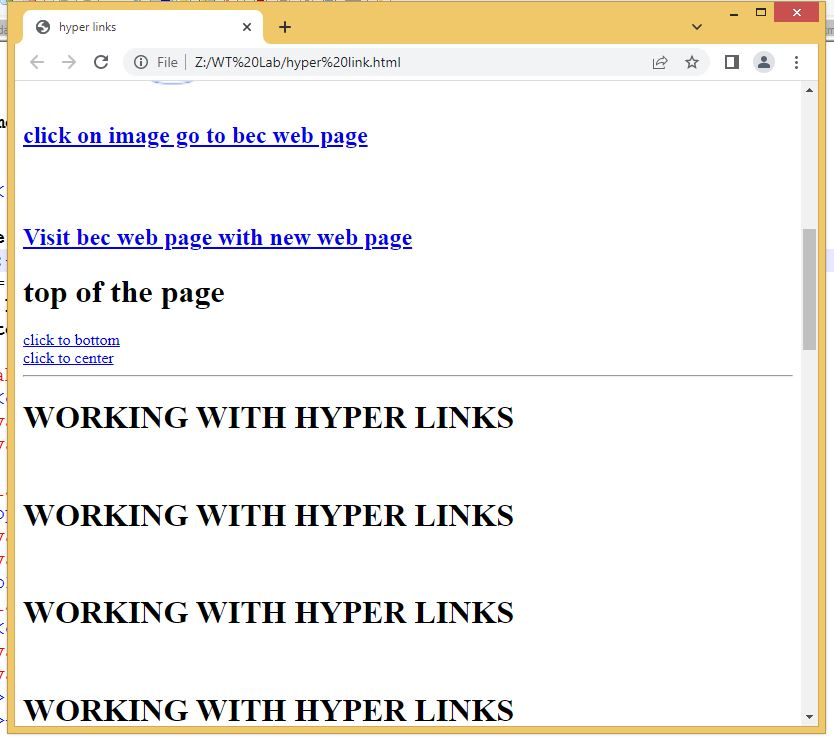 hyper links
File
Z:/WT%20Lab/hyper%20link.html
click on image go to bec web page
Visit bec web page with new web page
top of the page
click to bottom
click to center
WORKING WITH HYPER LINKS
WORKING WITH HYPER LINKS
WORKING WITH HYPER LINKS
WORKING WITH HYPER LINKS